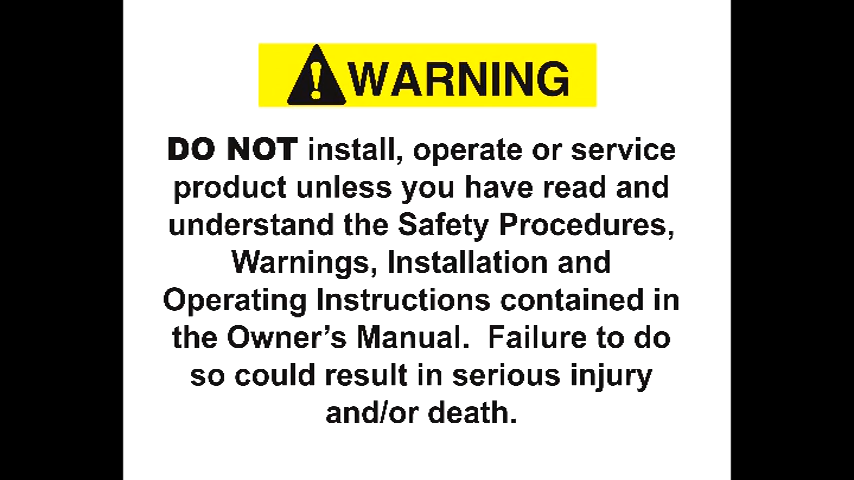 WARNING
DO NOT install, operate or service
product unless you have read and
understand the Safety Procedures,
Warnings, Installation and
Operating Instructions contained in
the Owner's Manual.  Failure to do
so could result in serious injury
and/or death.